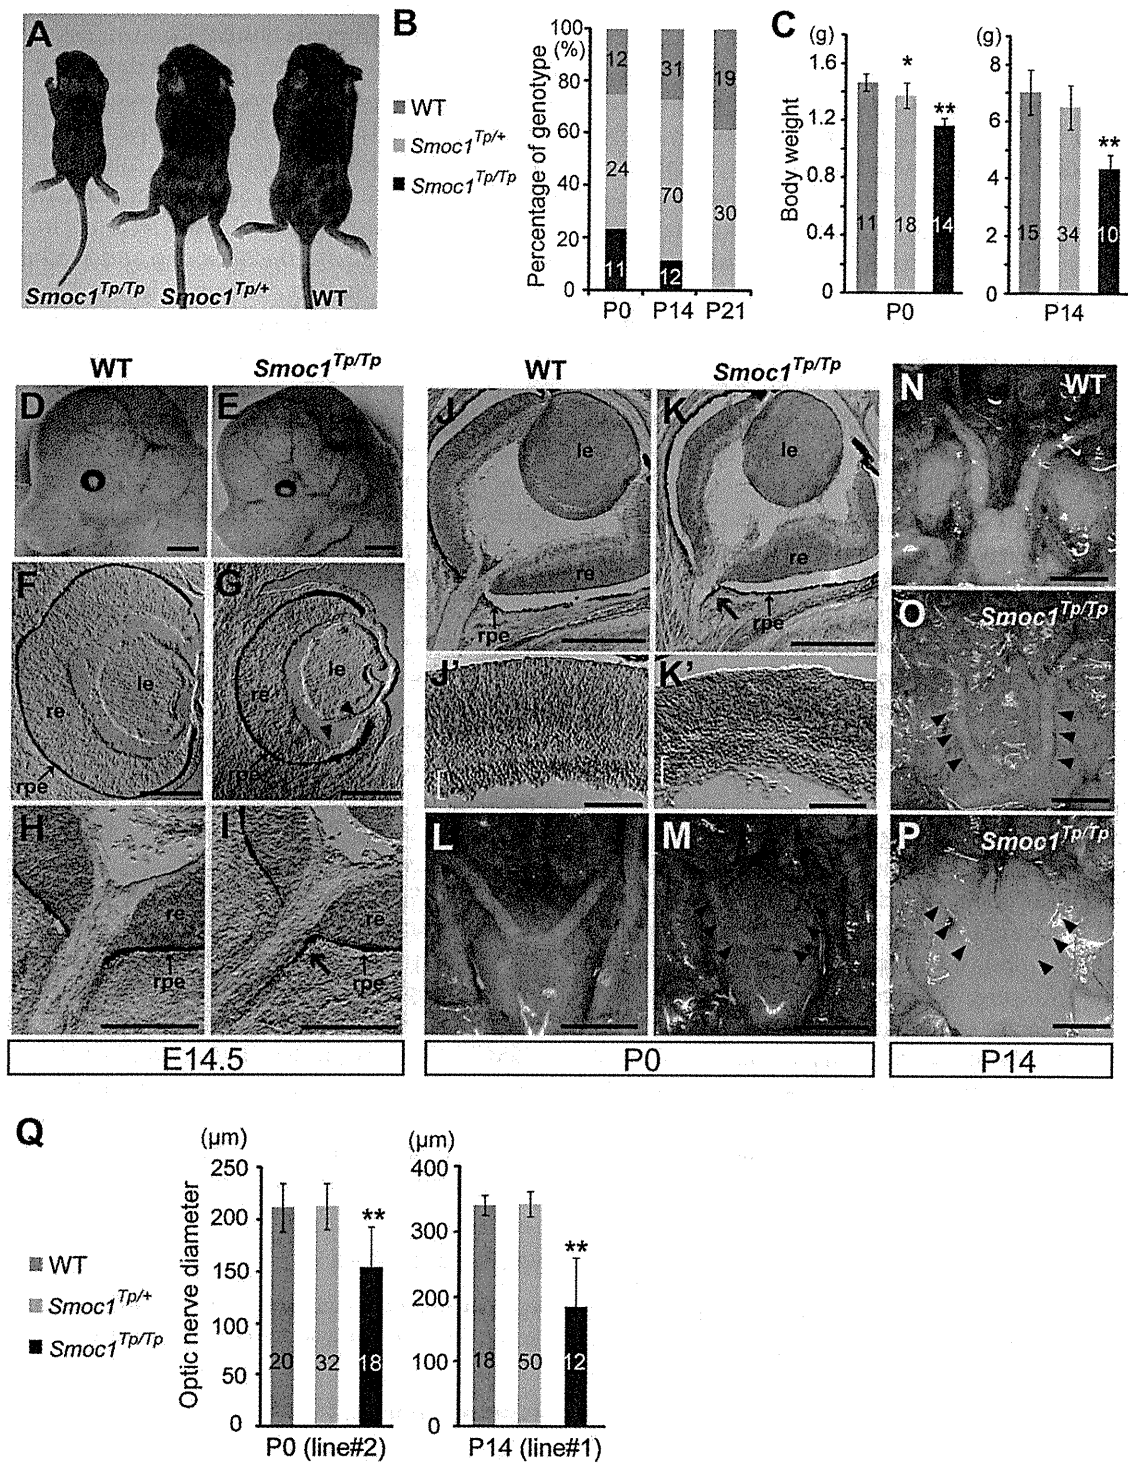 A
Smoc1Tp/Tp
Smoc1Tp/+
WT
B
WT
Smoc1Tp/+
Smoc1Tp/Tp
Percentage of genotype
(%)
100
80
60
40
20
0
12
24
11
31
70
12
19
30
P0 P14 P21
C
Body weight
(g)
1.6
1.2
0.8
0.4
0
*
**
11
18
14
P0
(g)
8
6
4
2
0
**
15
34
10
P14
WT
Smoc1Tp/Tp
D
E
F
re
le
rpe
G
re
le
rpe
H
re
rpe
I
re
rpe
E14.5
WT
Smoc1Tp/Tp
J
le
re
rpe
K
le
re
rpe
J'
K'
L
M
P0
N
WT
O
Smoc1Tp/Tp
P
Smoc1Tp/Tp
P14
Q
WT
Smoc1Tp/+
Smoc1Tp/Tp
Optic nerve diameter
(µm)
250
200
150
100
50
0
**
20
32
18
P0 (line#2)
(µm)
400
300
200
100
0
**
18
50
12
P14 (line#1)